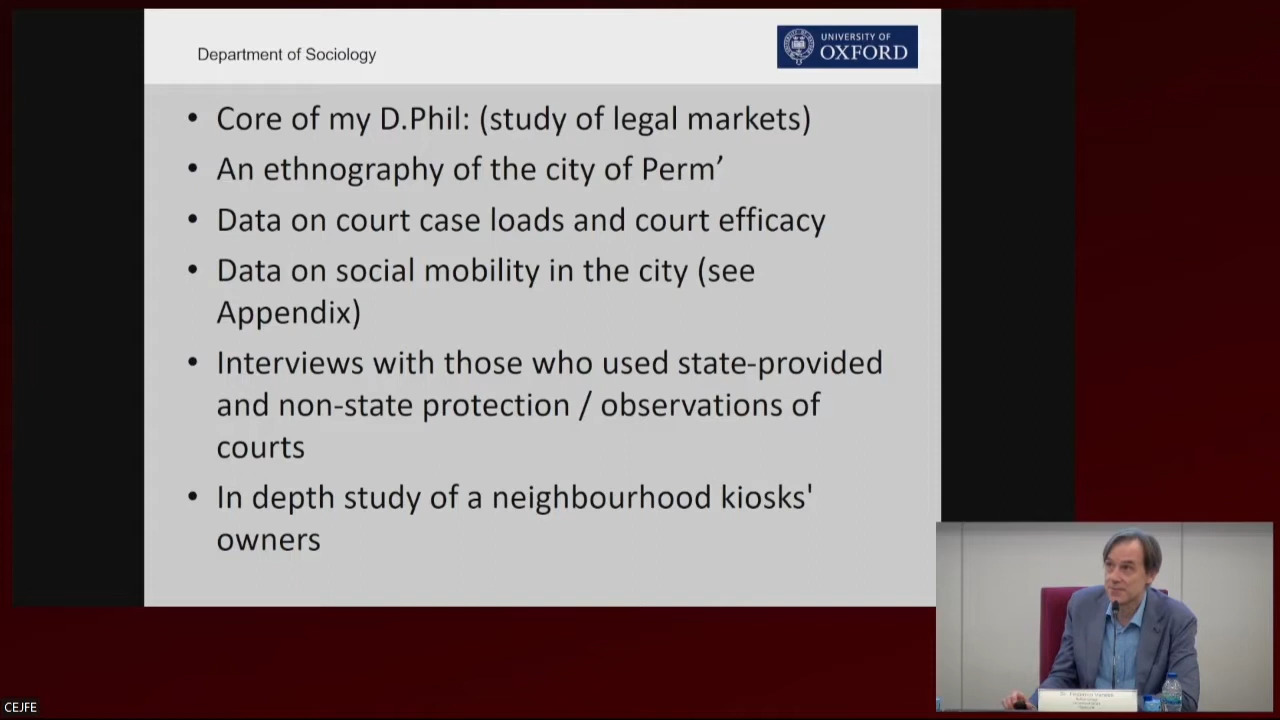 Department of Sociology
UNIVERSITY OF
OXFORD
• Core of my D.Phil: (study of legal markets)
• An ethnography of the city of Perm’
• Data on court case loads and court efficacy
• Data on social mobility in the city (see
Appendix)
• Interviews with those who used state-provided
and non-state protection / observations of
courts
• In depth study of a neighbourhood kiosks'
owners
CEJFE